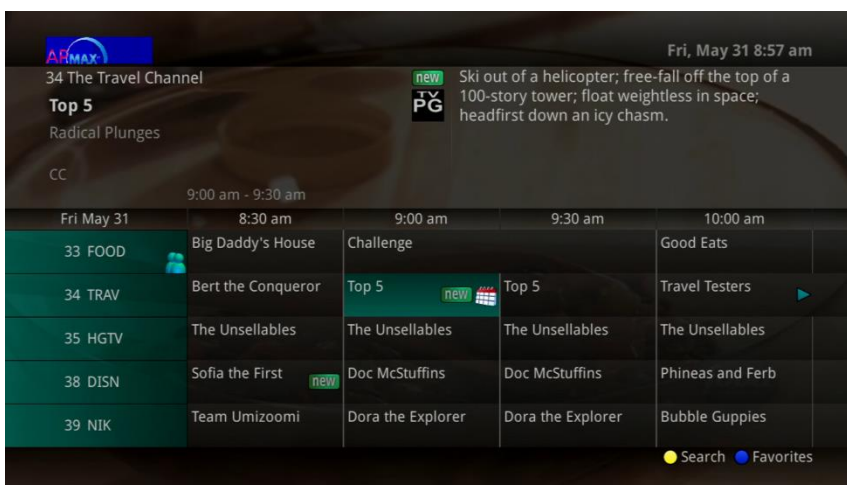 APMAX
Fri, May 31 8:57 am
34 The Travel Channel
new
Ski out of a helicopter; free-fall off the top of a
Top 5
TV PG
100-story tower; float weightless in space;
headfirst down an icy chasm.
Radical Plunges
CC
9:00 am - 9:30 am
Fri May 31 8:30 am 9:00 am 9:30 am 10:00 am
33 FOOD Big Daddy's House Challenge Good Eats
34 TRAV Bert the Conqueror Top 5 new Top 5 Travel Testers
35 HGTV The Unsellables The Unsellables The Unsellables The Unsellables
38 DISN Sofia the First new Doc McStuffins Doc McStuffins Phineas and Ferb
39 NIK Team Umizoomi Dora the Explorer Dora the Explorer Bubble Guppies
Search Favorites